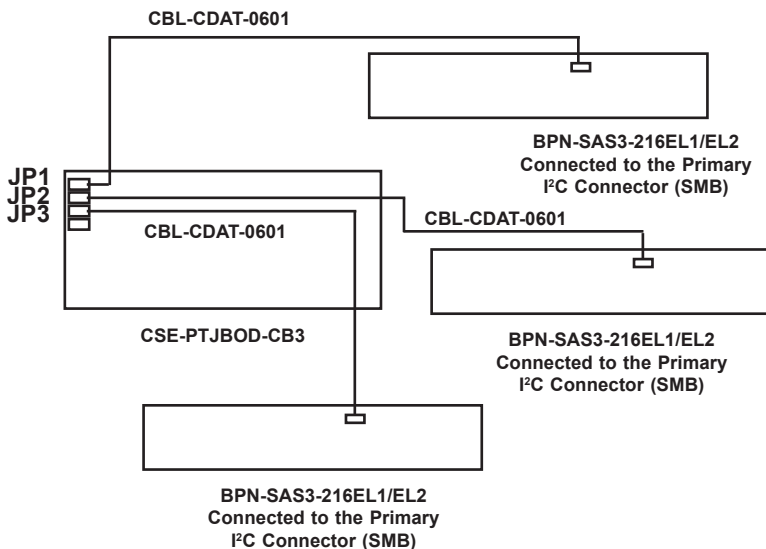 CBL-CDAT-0601
BPN-SAS3-216EL1/EL2
Connected to the Primary
I²C Connector (SMB)
JP1
JP2
JP3
CBL-CDAT-0601
CBL-CDAT-0601
CSE-PTJBOD-CB3
BPN-SAS3-216EL1/EL2
Connected to the Primary
I²C Connector (SMB)
BPN-SAS3-216EL1/EL2
Connected to the Primary
I²C Connector (SMB)